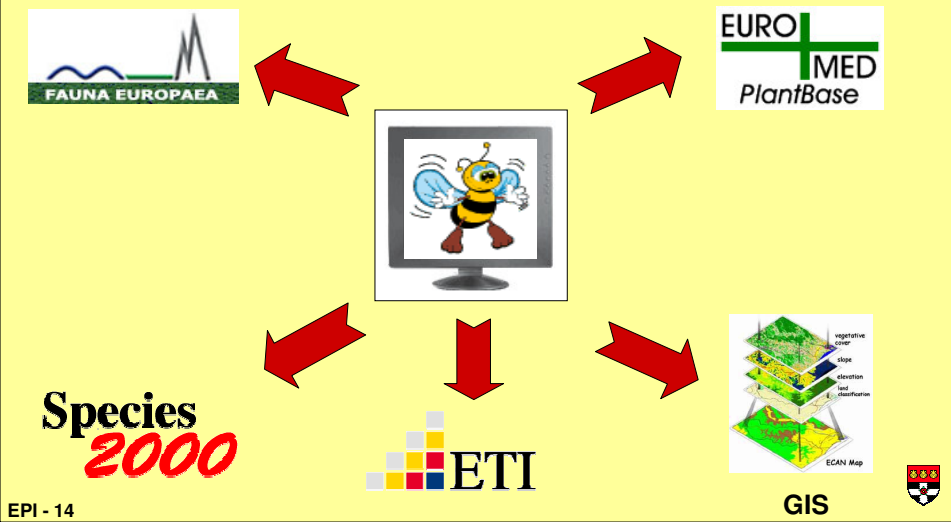 FAUNA EUROPAEA
EURO
MED
PlantBase
Species
2000
ETI
vegetative
cover
slope
elevation
land
classification
ECAN Map
GIS
EPI - 14